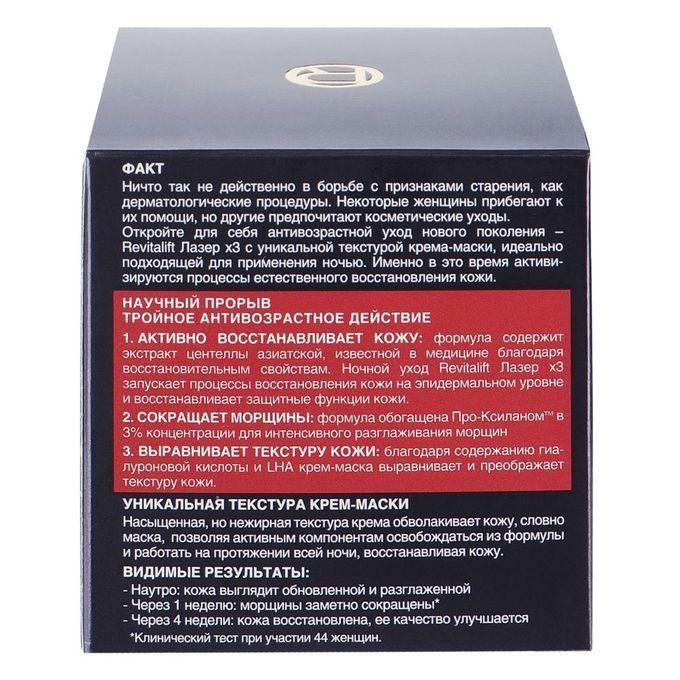 ФАКТ
Ничто так не действенно в борьбе с признаками старения, как
дерматологические процедуры. Некоторые женщины прибегают к
их помощи, но другие предпочитают косметические уходы.
Откройте для себя антивозрастной уход нового поколения –
Revitalift Лазер х3 с уникальной текстурой крема-маски, идеально
подходящей для применения ночью. Именно в это время активи-
зируются процессы естественного восстановления кожи.
НАУЧНЫЙ ПРОРЫВ
ТРОЙНОЕ АНТИВОЗРАСТНОЕ ДЕЙСТВИЕ
1. АКТИВНО ВОССТАНАВЛИВАЕТ КОЖУ: формула содержит
экстракт центеллы азиатской, известной в медицине благодаря
восстановительным свойствам. Ночной уход Revitalift Лазер х3
запускает процессы восстановления кожи на эпидермальном уровне
и восстанавливает защитные функции кожи.
2. СОКРАЩАЕТ МОРЩИНЫ: формула обогащена Про-Ксиланом™ в
3% концентрации для интенсивного разглаживания морщин
3. ВЫРАВНИВАЕТ ТЕКСТУРУ КОЖИ: благодаря содержанию гиа-
луроновой кислоты и LHA крем-маска выравнивает и преображает
текстуру кожи.
УНИКАЛЬНАЯ ТЕКСТУРА КРЕМ-МАСКИ
Насыщенная, но нежирная текстура крема обволакивает кожу, словно
маска, позволяя активным компонентам освобождаться из формулы
и работать на протяжении всей ночи, восстанавливая кожу.
ВИДИМЫЕ РЕЗУЛЬТАТЫ:
- Наутро: кожа выглядит обновленной и разглаженной
- Через 1 неделю: морщины заметно сокращены*
- Через 4 недели: кожа восстановлена, ее качество улучшается
*Клинический тест при участии 44 женщин.